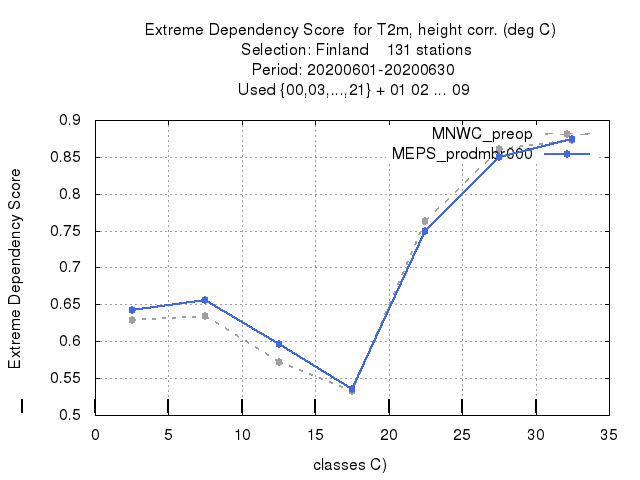 Extreme Dependency Score for T2m, height corr. (deg C)
Selection: Finland 131 stations
Period: 20200601-20200630
Used {00,03,...,21} + 01 02 ... 09
MNWC_preop
MEPS_prodmbr000
Extreme Dependency Score
0.9
0.85
0.8
0.75
0.7
0.65
0.6
0.55
0.5
0 5 10 15 20 25 30 35
classes C)